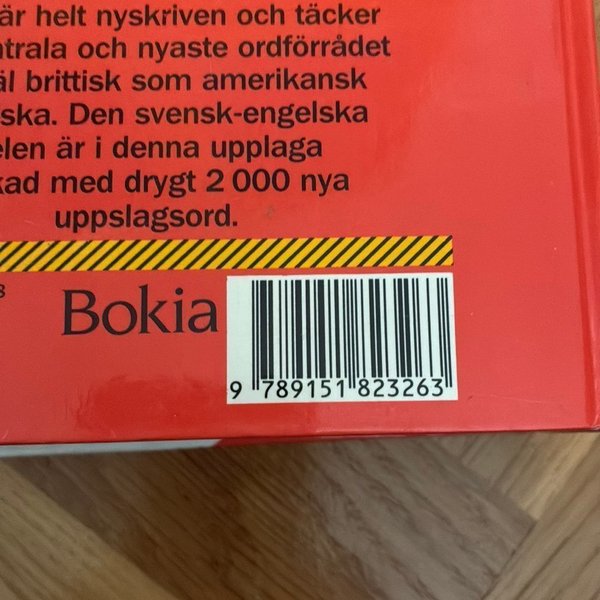 är helt nyskriven och täcker
ntrala och nyaste ordförrådet
äl brittisk som amerikansk
ska. Den svensk-engelska
elen är i denna upplaga
kad med drygt 2 000 nya
uppslagsord.
8
Bokia
9 789151 823263